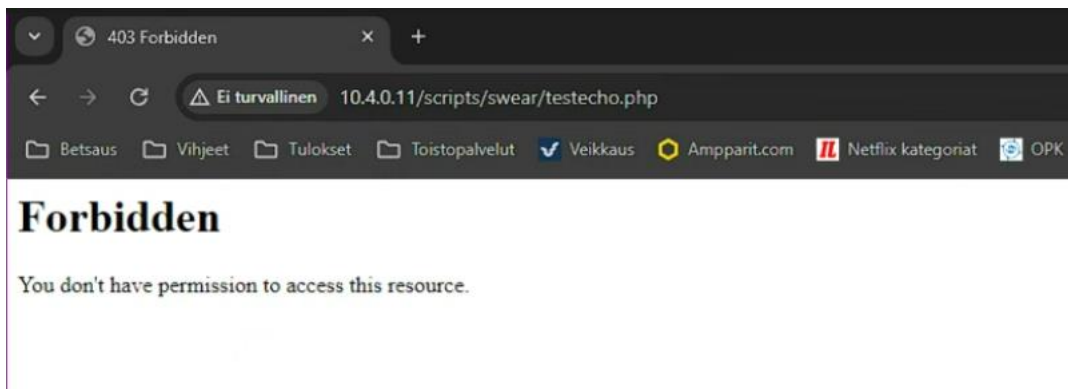 403 Forbidden
Ei turvallinen 10.4.0.11/scripts/swear/testecho.php
Betsaus Vihjeet Tulokset Toistopalvelut Veikkaus Ampparit.com IL Netflix kategoriat OPK
Forbidden
You don't have permission to access this resource.